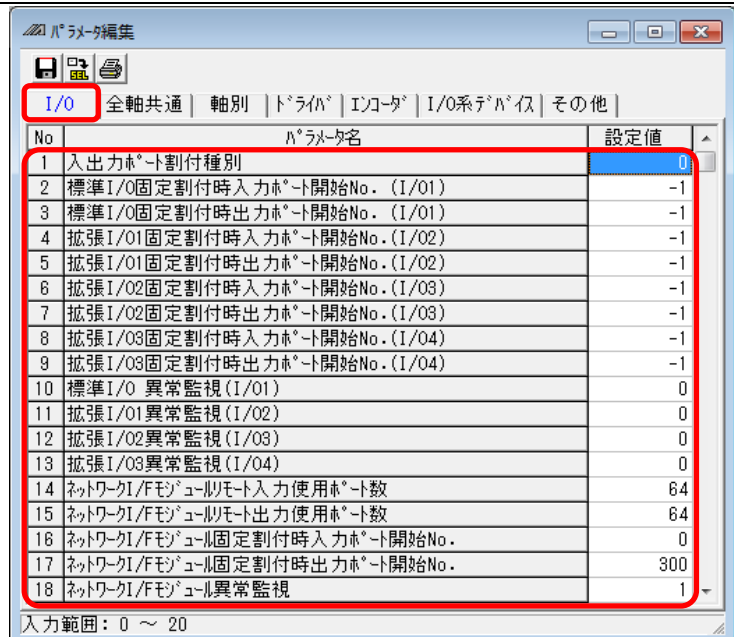 ﾊﾟﾗﾒｰﾀ編集
SEL
I/O 全軸共通 軸別 ﾄﾞﾗｲﾊﾞ ｴﾝｺｰﾀﾞ I/O系ﾃﾞﾊﾞｲｽ その他
No ﾊﾟﾗﾒｰﾀ名 設定値
1 入出力ﾎﾟｰﾄ割付種別 0
2 標準I/O固定割付時入力ﾎﾟｰﾄ開始No. (I/O1) -1
3 標準I/O固定割付時出力ﾎﾟｰﾄ開始No. (I/O1) -1
4 拡張I/O1固定割付時入力ﾎﾟｰﾄ開始No.(I/O2) -1
5 拡張I/O1固定割付時出力ﾎﾟｰﾄ開始No.(I/O2) -1
6 拡張I/O2固定割付時入力ﾎﾟｰﾄ開始No.(I/O3) -1
7 拡張I/O2固定割付時出力ﾎﾟｰﾄ開始No.(I/O3) -1
8 拡張I/O3固定割付時入力ﾎﾟｰﾄ開始No.(I/O4) -1
9 拡張I/O3固定割付時出力ﾎﾟｰﾄ開始No.(I/O4) -1
10 標準I/O 異常監視(I/O1) 0
11 拡張I/O1異常監視(I/O2) 0
12 拡張I/O2異常監視(I/O3) 0
13 拡張I/O3異常監視(I/O4) 0
14 ﾈｯﾄﾜｰｸI/Fﾓｼﾞｭｰﾙﾘﾓｰﾄ入力使用ﾎﾟｰﾄ数 64
15 ﾈｯﾄﾜｰｸI/Fﾓｼﾞｭｰﾙﾘﾓｰﾄ出力使用ﾎﾟｰﾄ数 64
16 ﾈｯﾄﾜｰｸI/Fﾓｼﾞｭｰﾙ固定割付時入力ﾎﾟｰﾄ開始No. 0
17 ﾈｯﾄﾜｰｸI/Fﾓｼﾞｭｰﾙ固定割付時出力ﾎﾟｰﾄ開始No. 300
18 ﾈｯﾄﾜｰｸI/Fﾓｼﾞｭｰﾙ異常監視 1
入力範囲: 0 ～ 20